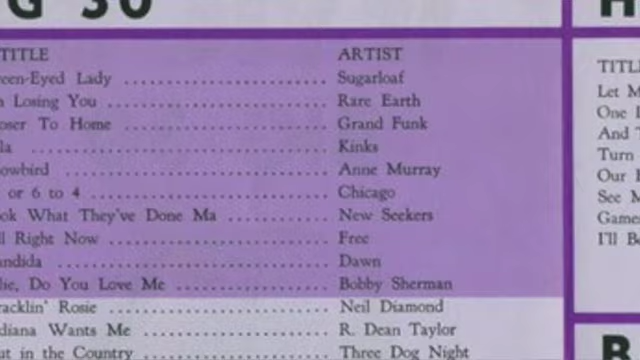 G 30
H
TITLE ARTIST
een-Eyed Lady Sugarloaf
Losing You Rare Earth
oser To Home Grand Funk
la Kinks
owbird Anne Murray
or 6 to 4 Chicago
ok What They've Done Ma New Seekers
l Right Now Free
andida Dawn
lie, Do You Love Me Bobby Sherman
racklin' Rosie Neil Diamond
diana Wants Me R. Dean Taylor
ut in the Country Three Dog Night
TITL
Let M
One
And
Turn
Our
See M
Game
I'll B
B